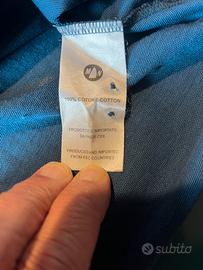 100% COTONE-COTTON
PRODOTTO E IMPORTATO
DA PAESI CEE
PRODUCED AND IMPORTED
FROM EEC COUNTRIES
subito